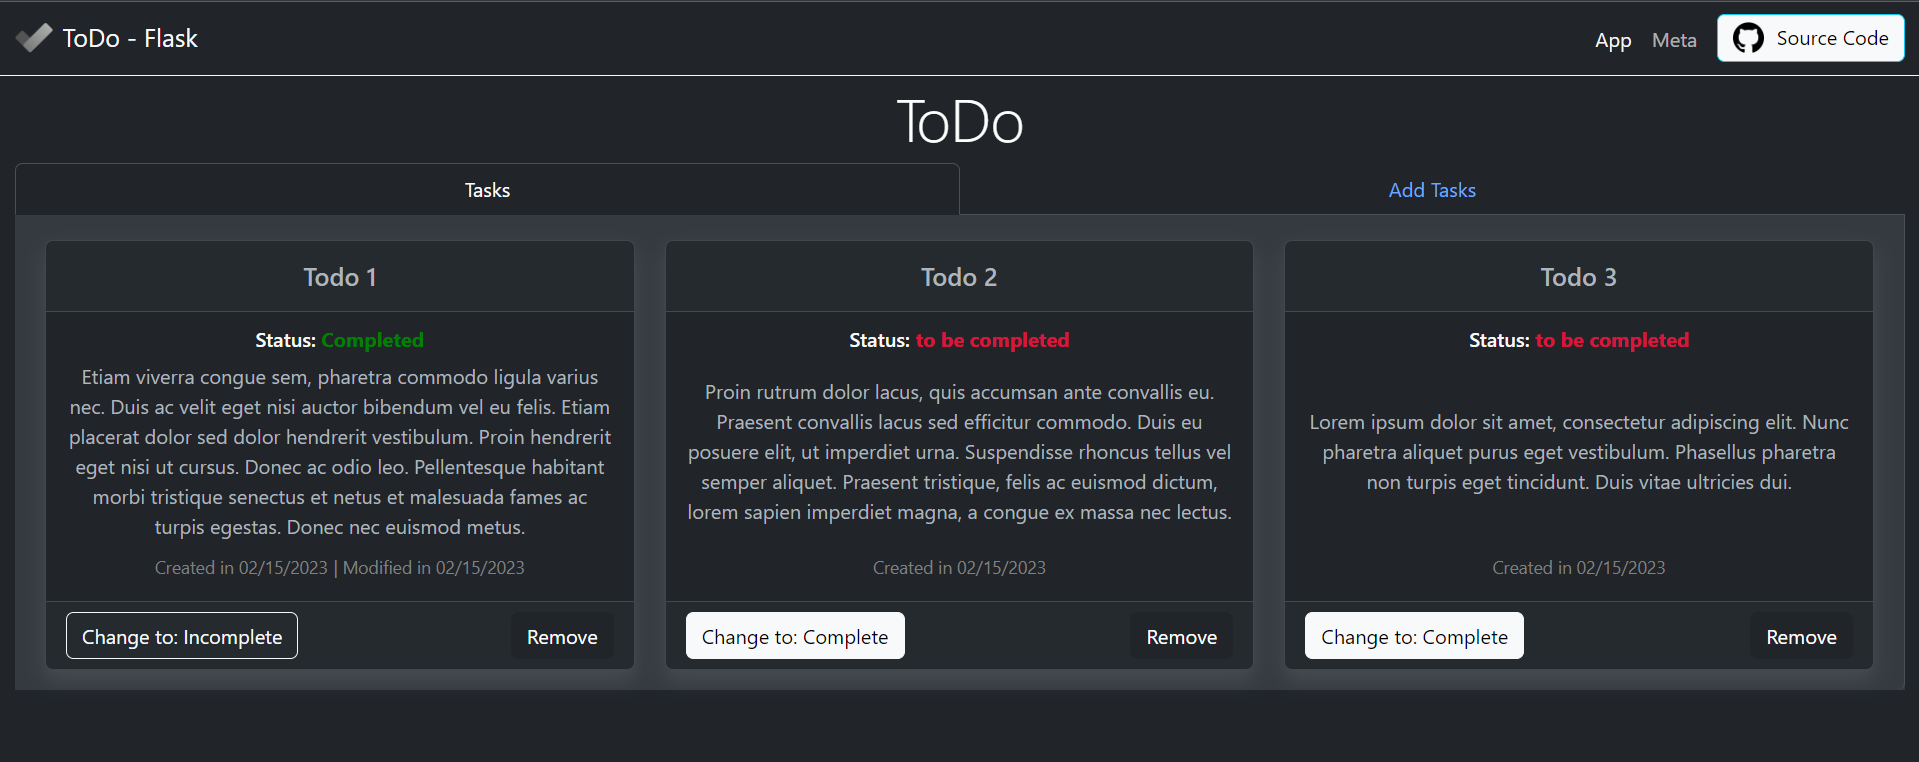 ToDo - Flask
App Meta Source Code
ToDo
Tasks
Add Tasks
Todo 1
Status: Completed
Etiam viverra congue sem, pharetra commodo ligula varius
nec. Duis ac velit eget nisi auctor bibendum vel eu felis. Etiam
placerat dolor sed dolor hendrerit vestibulum. Proin hendrerit
eget nisi ut cursus. Donec ac odio leo. Pellentesque habitant
morbi tristique senectus et netus et malesuada fames ac
turpis egestas. Donec nec euismod metus.
Created in 02/15/2023 | Modified in 02/15/2023
Change to: Incomplete
Remove
Todo 2
Status: to be completed
Proin rutrum dolor lacus, quis accumsan ante convallis eu.
Praesent convallis lacus sed efficitur commodo. Duis eu
posuere elit, ut imperdiet urna. Suspendisse rhoncus tellus vel
semper aliquet. Praesent tristique, felis ac euismod dictum,
lorem sapien imperdiet magna, a congue ex massa nec lectus.
Created in 02/15/2023
Change to: Complete
Remove
Todo 3
Status: to be completed
Lorem ipsum dolor sit amet, consectetur adipiscing elit. Nunc
pharetra aliquet purus eget vestibulum. Phasellus pharetra
non turpis eget tincidunt. Duis vitae ultricies dui.
Created in 02/15/2023
Change to: Complete
Remove